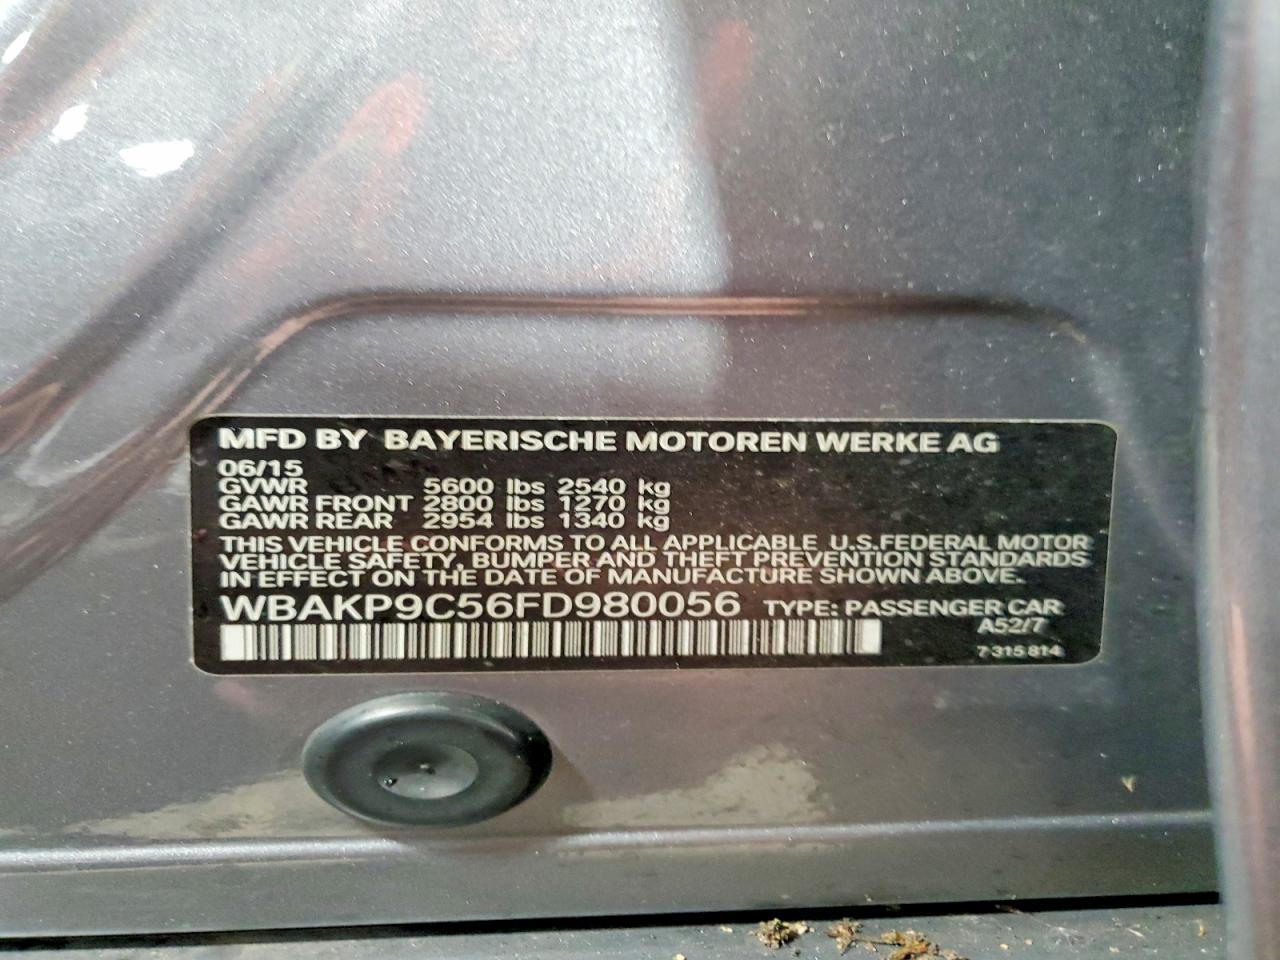 MFD BY BAYERISCHE MOTOREN WERKE AG
06/15
GVWR 5600 lbs 2540 kg
GAWR FRONT 2800 lbs 1270 kg
GAWR REAR 2954 lbs 1340 kg
THIS VEHICLE CONFORMS TO ALL APPLICABLE U.S.FEDERAL MOTOR
VEHICLE SAFETY, BUMPER AND THEFT PREVENTION STANDARDS
IN EFFECT ON THE DATE OF MANUFACTURE SHOWN ABOVE.
WBAKP9C56FD980056 TYPE: PASSENGER CAR
A52/7
7 315 814